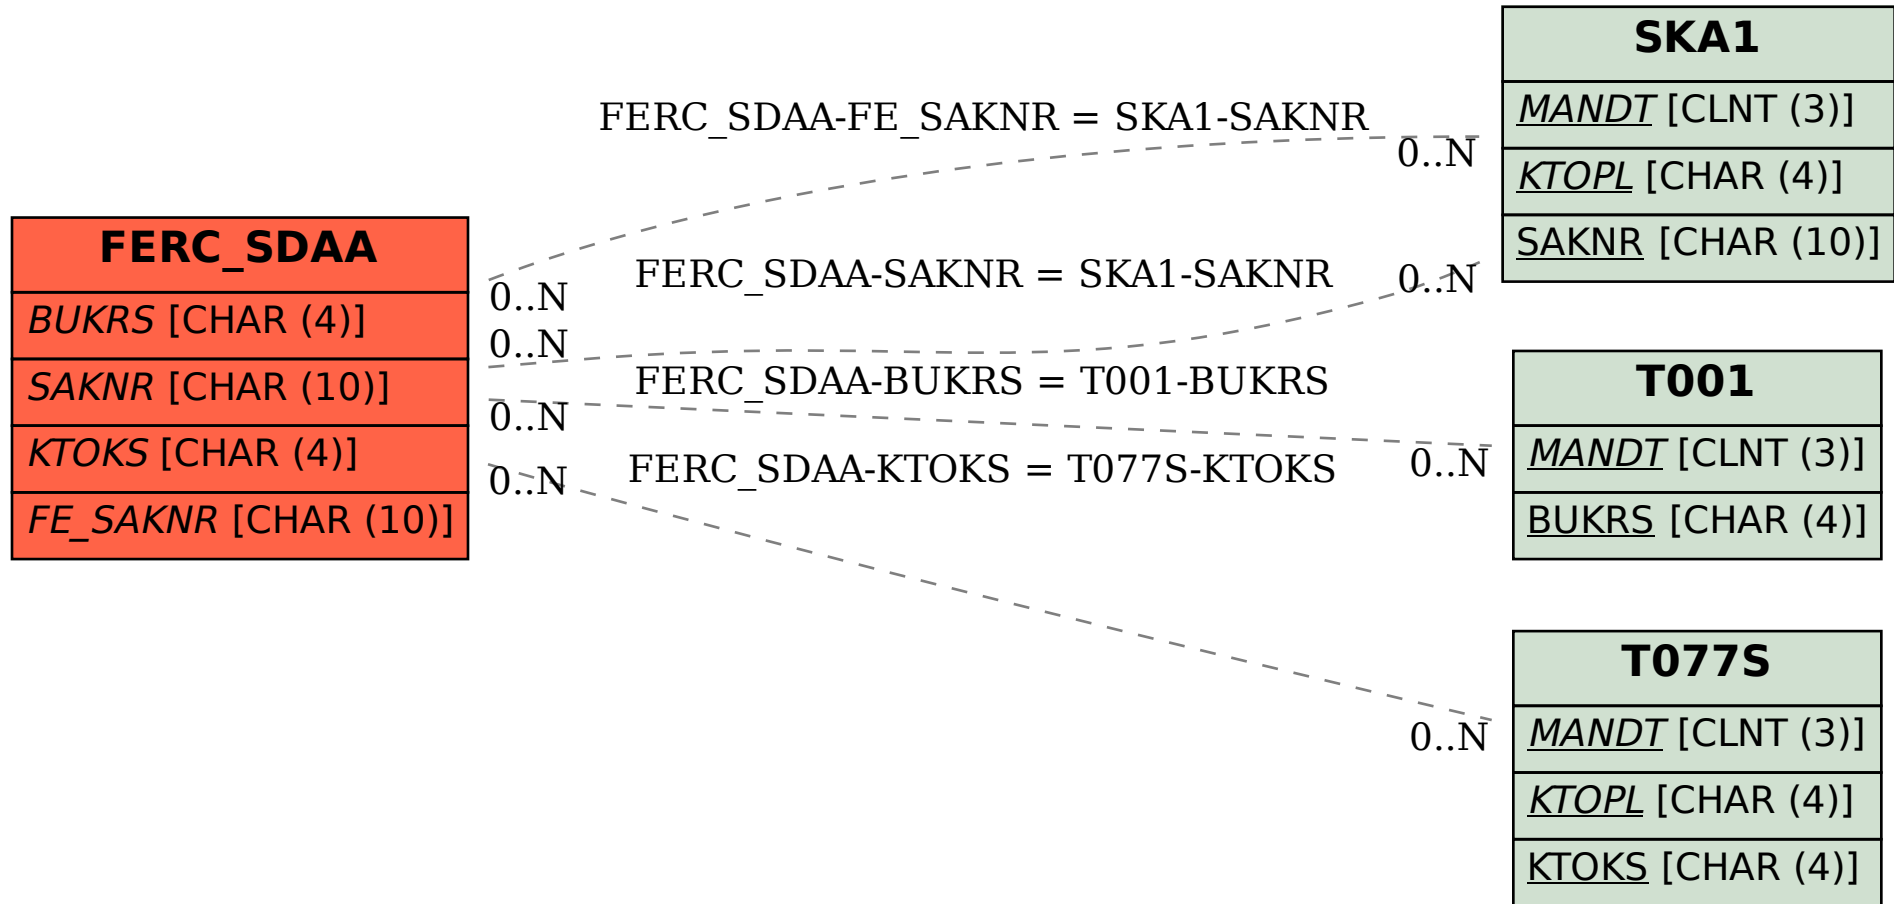 FERC_SDAA
BUKRS [CHAR (4)]
SAKNR [CHAR (10)]
KTOKS [CHAR (4)]
FE_SAKNR [CHAR (10)]
FERC_SDAA-FE_SAKNR = SKA1-SAKNR
0..N
0..N
FERC_SDAA-SAKNR = SKA1-SAKNR
0..N
0..N
FERC_SDAA-BUKRS = T001-BUKRS
0..N
0..N
FERC_SDAA-KTOKS = T077S-KTOKS
0..N
0..N
SKA1
MANDT [CLNT (3)]
KTOPL [CHAR (4)]
SAKNR [CHAR (10)]
T001
MANDT [CLNT (3)]
BUKRS [CHAR (4)]
T077S
MANDT [CLNT (3)]
KTOPL [CHAR (4)]
KTOKS [CHAR (4)]